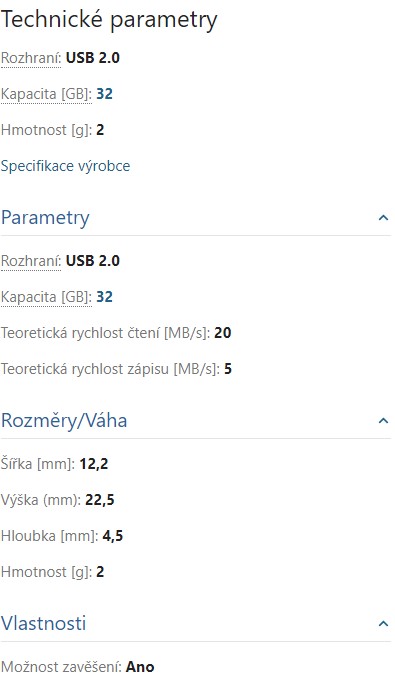 Technické parametry
Rozhraní: USB 2.0
Kapacita [GB]: 32
Hmotnost [g]: 2
Specifikace výrobce
Parametry
Rozhraní: USB 2.0
Kapacita [GB]: 32
Teoretická rychlost čtení [MB/s]: 20
Teoretická rychlost zápisu [MB/s]: 5
Rozměry/Váha
Šířka [mm]: 12,2
Výška (mm): 22,5
Hloubka [mm]: 4,5
Hmotnost [g]: 2
Vlastnosti
Možnost zavěšení: Ano